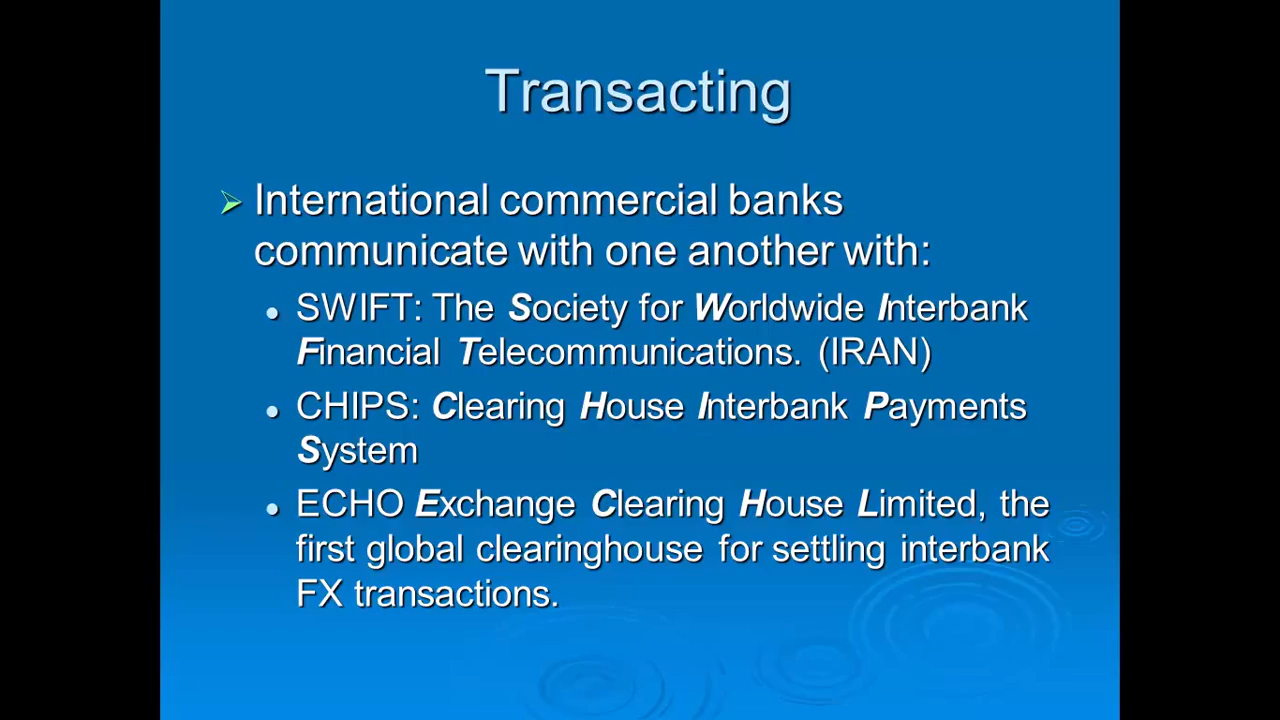 Transacting
International commercial banks
communicate with one another with:
SWIFT: The Society for Worldwide Interbank
Financial Telecommunications. (IRAN)
CHIPS: Clearing House Interbank Payments
System
ECHO Exchange Clearing House Limited, the
first global clearinghouse for settling interbank
FX transactions.